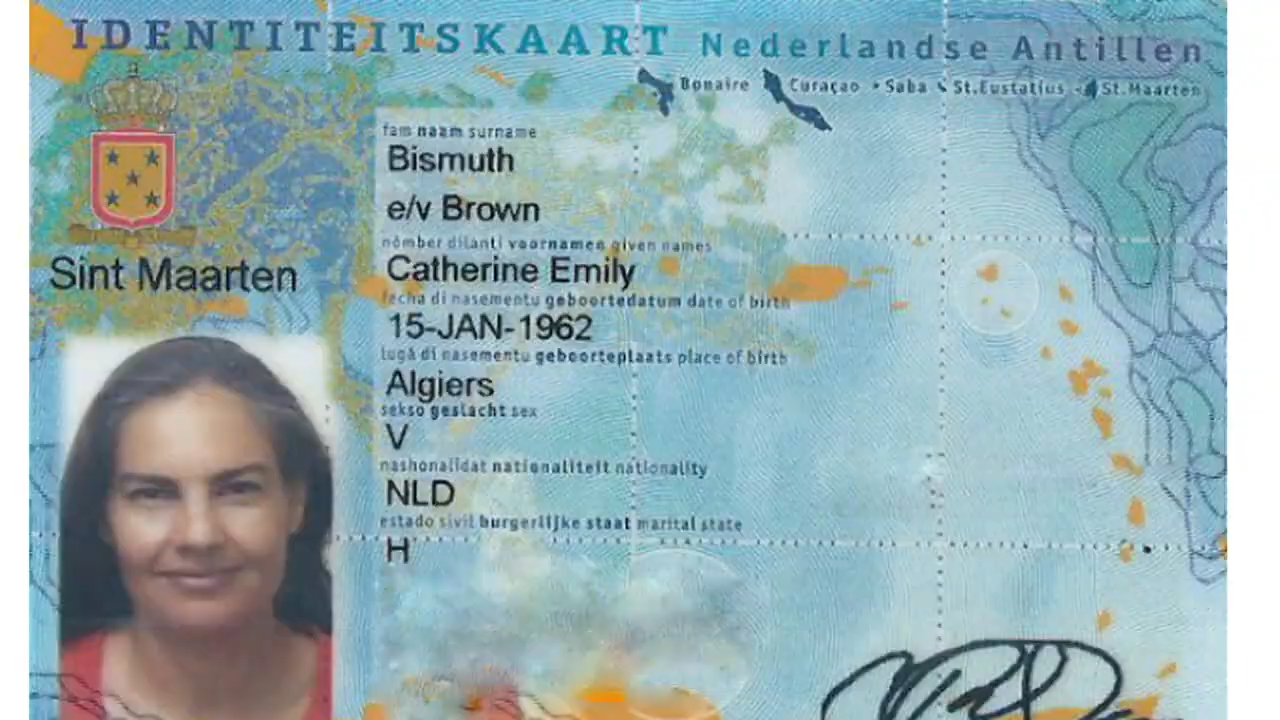 IDENTITEITSKAART Nederlandse Antillen
Bonaire Curaçao Saba St.Eustatius St.Maarten
Sint Maarten
fam naam surname
Bismuth
e/v Brown
nòmber dilanti voornamen given names
Catherine Emily
fecha di nasementu geboortedatum date of birth
15-JAN-1962
lugá di nasementu geboorteplaats place of birth
Algiers
sekso geslacht sex
V
nashonalidat nationaliteit nationality
NLD
estado sivil burgerlijke staat marital state
H